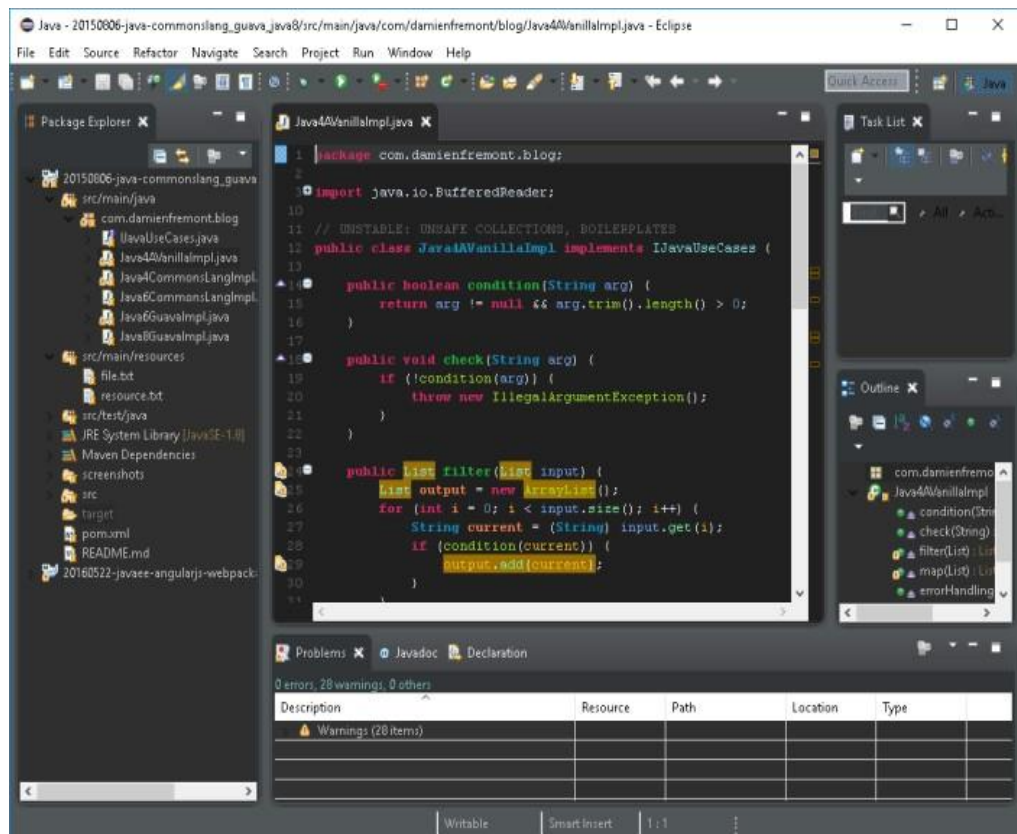 Java - 20150806-java-commonslang_guava_java8/src/main/java/com/damienfremont/blog/Java4AVanillaImpl.java - Eclipse
File Edit Source Refactor Navigate Search Project Run Window Help
Quick Access
Java
Package Explorer
20150806-java-commonslang_guava
src/main/java
com.damienfremont.blog
IJavaUseCases.java
Java4AVanillaImpl.java
Java4CommonsLangImpl.
Java6CommonsLangImpl.
Java6GuavaImpl.java
Java8GuavaImpl.java
src/main/resources
file.txt
resource.txt
src/test/java
JRE System Library [JavaSE-1.8]
Maven Dependencies
screenshots
src
target
pom.xml
README.md
20160522-javaee-angularjs-webpack
Java4AVanillaImpl.java
1 package com.damienfremont.blog;
2
3 import java.io.BufferedReader;
10
11 // UNSTABLE: UNSAFE COLLECTIONS, BOILERPLATES
12 public class Java4AVanillaImpl implements IJavaUseCases {
13
14 public boolean condition(String arg) {
15 return arg != null && arg.trim().length() > 0;
16 }
17
18 public void check(String arg) {
19 if (!condition(arg)) {
20 throw new IllegalArgumentException();
21 }
22 }
23
24 public List filter(List input) {
25 List output = new ArrayList();
26 for (int i = 0; i < input.size(); i++) {
27 String current = (String) input.get(i);
28 if (condition(current)) {
29 output.add(current);
30 }
31 }
Task List
All Acti...
Outline
com.damienfremo
Java4AVanillaImpl
condition(Strin
check(String) :
filter(List) : List
map(List) : List
errorHandling
Problems Javadoc Declaration
0 errors, 28 warnings, 0 others
Description Resource Path Location Type
Warnings (28 items)
Writable Smart Insert 1 : 1